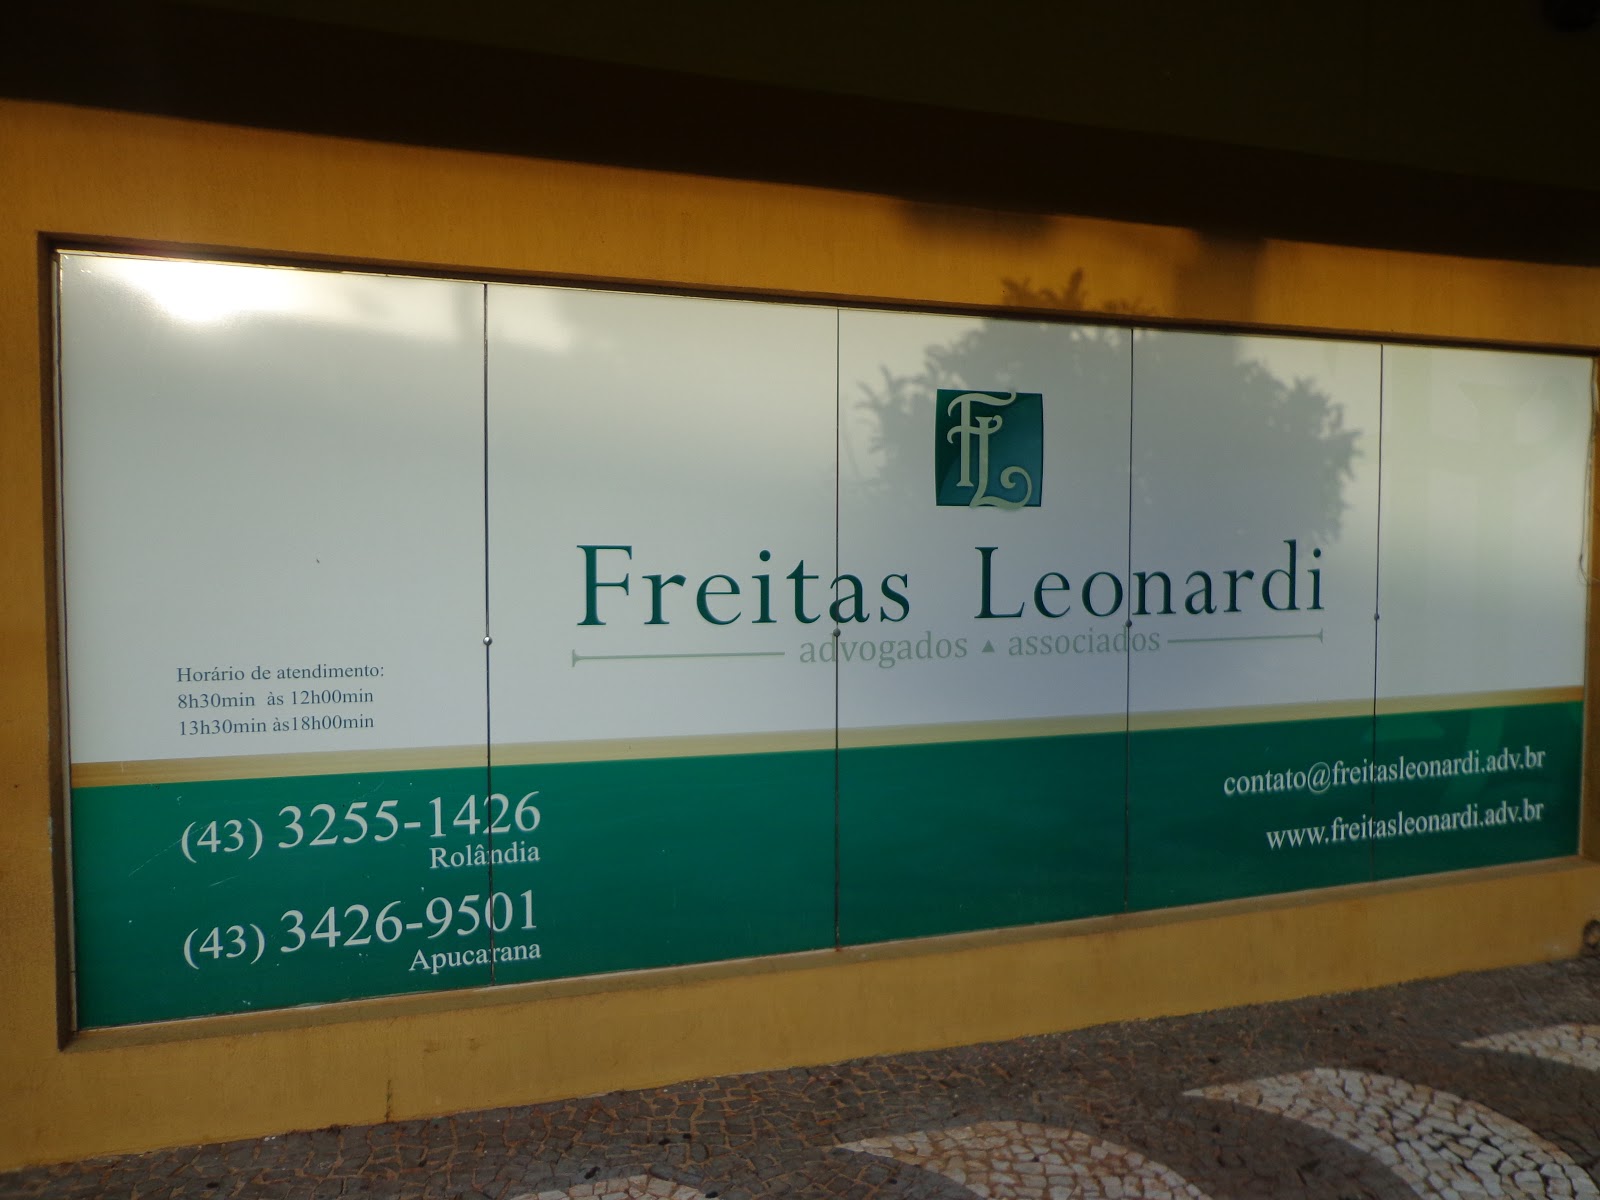 FL
Freitas Leonardi
advogados ▲ associados
Horário de atendimento:
8h30min às 12h00min
13h30min às18h00min
(43) 3255-1426
Rolândia
(43) 3426-9501
Apucarana
contato@freitasleonardi.adv.br
www.freitasleonardi.adv.br